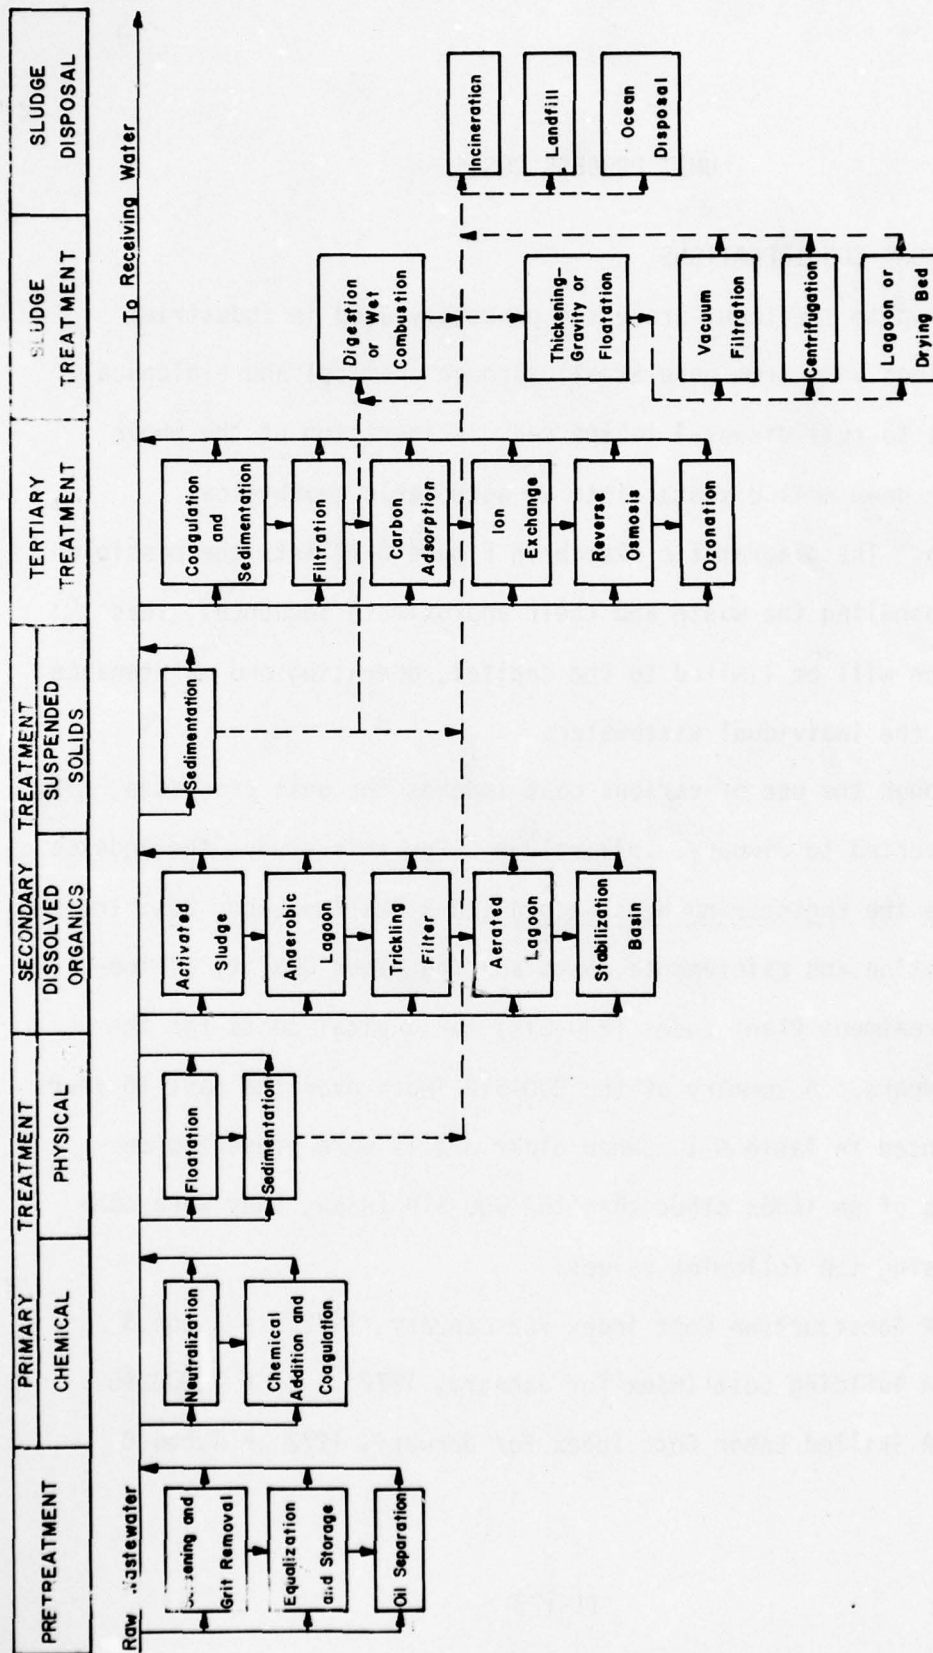 PRETREATMENT
PRIMARY TREATMENT
CHEMICAL
PHYSICAL
SECONDARY TREATMENT
DISSOLVED
ORGANICS
SUSPENDED
SOLIDS
TERTIARY
TREATMENT
SLUDGE
TREATMENT
SLUDGE
DISPOSAL
Raw Wastewater
to Receiving Water
Screening and
Grit Removal
Equalization
and Storage
Oil Separation
Neutralization
Chemical
Addition and
Coagulation
Floatation
Sedimentation
Activated
Sludge
Anaerobic
Lagoon
Trickling
Filter
Aerated
Lagoon
Stabilization
Basin
Sedimentation
Coagulation
and
Sedimentation
Filtration
Carbon
Adsorption
Ion
Exchange
Reverse
Osmosis
Ozonation
Digestion
or Wet
Combustion
Thickening-
Gravity or
Floatation
Vacuum
Filtration
Centrifugation
Lagoon or
Drying Bed
Incineration
Landfill
Ocean
Disposal